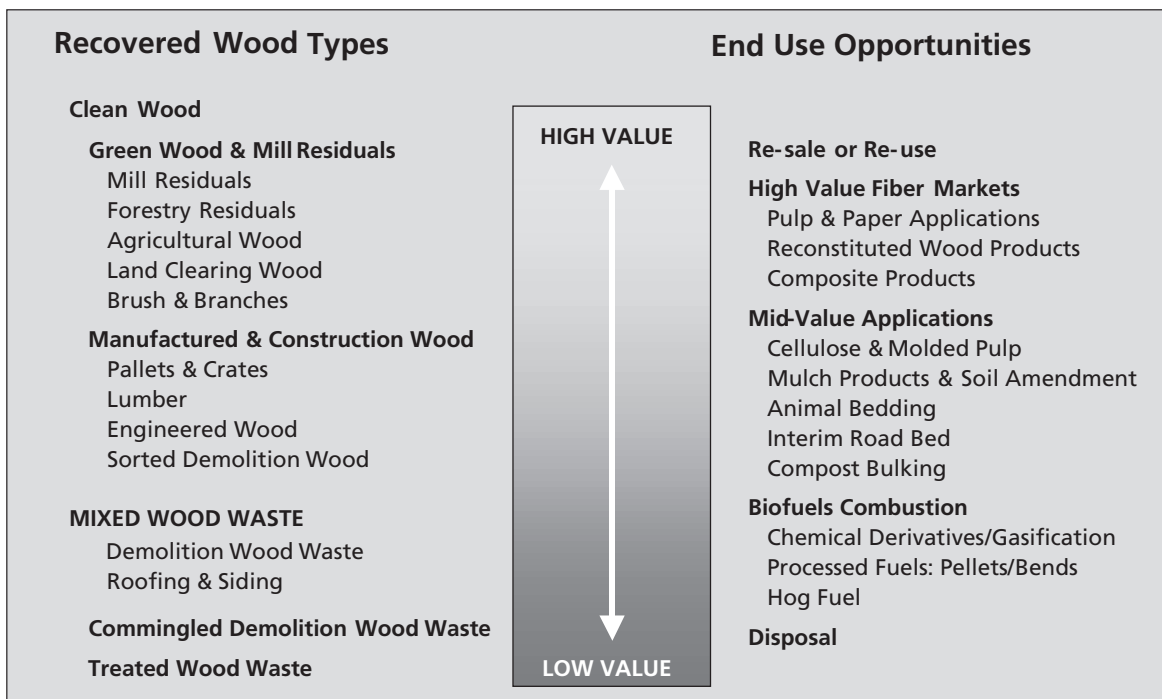 Recovered Wood Types
Clean Wood
Green Wood & Mill Residuals
Mill Residuals
Forestry Residuals
Agricultural Wood
Land Clearing Wood
Brush & Branches
Manufactured & Construction Wood
Pallets & Crates
Lumber
Engineered Wood
Sorted Demolition Wood
MIXED WOOD WASTE
Demolition Wood Waste
Roofing & Siding
Commingled Demolition Wood Waste
Treated Wood Waste
HIGH VALUE
LOW VALUE
End Use Opportunities
Re-sale or Re-use
High Value Fiber Markets
Pulp & Paper Applications
Reconstituted Wood Products
Composite Products
Mid-Value Applications
Cellulose & Molded Pulp
Mulch Products & Soil Amendment
Animal Bedding
Interim Road Bed
Compost Bulking
Biofuels Combustion
Chemical Derivatives/Gasification
Processed Fuels: Pellets/Bends
Hog Fuel
Disposal